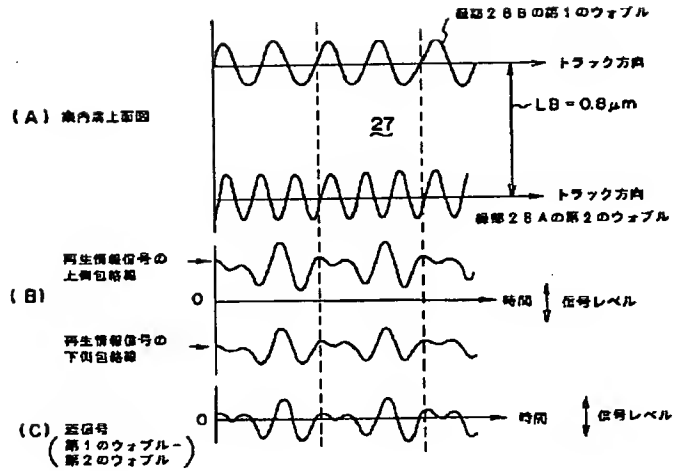 縁部28Bの第1のウォブル
トラック方向
(A) 案内溝上面図
LB=0.8μm
27
トラック方向
縁部28Aの第2のウォブル
再生情報信号の
上側包絡線
(B)
0
時間
信号レベル
再生情報信号の
下側包絡線
0
時間
信号レベル
(C) 差信号
(第1のウォブル-
第2のウォブル)